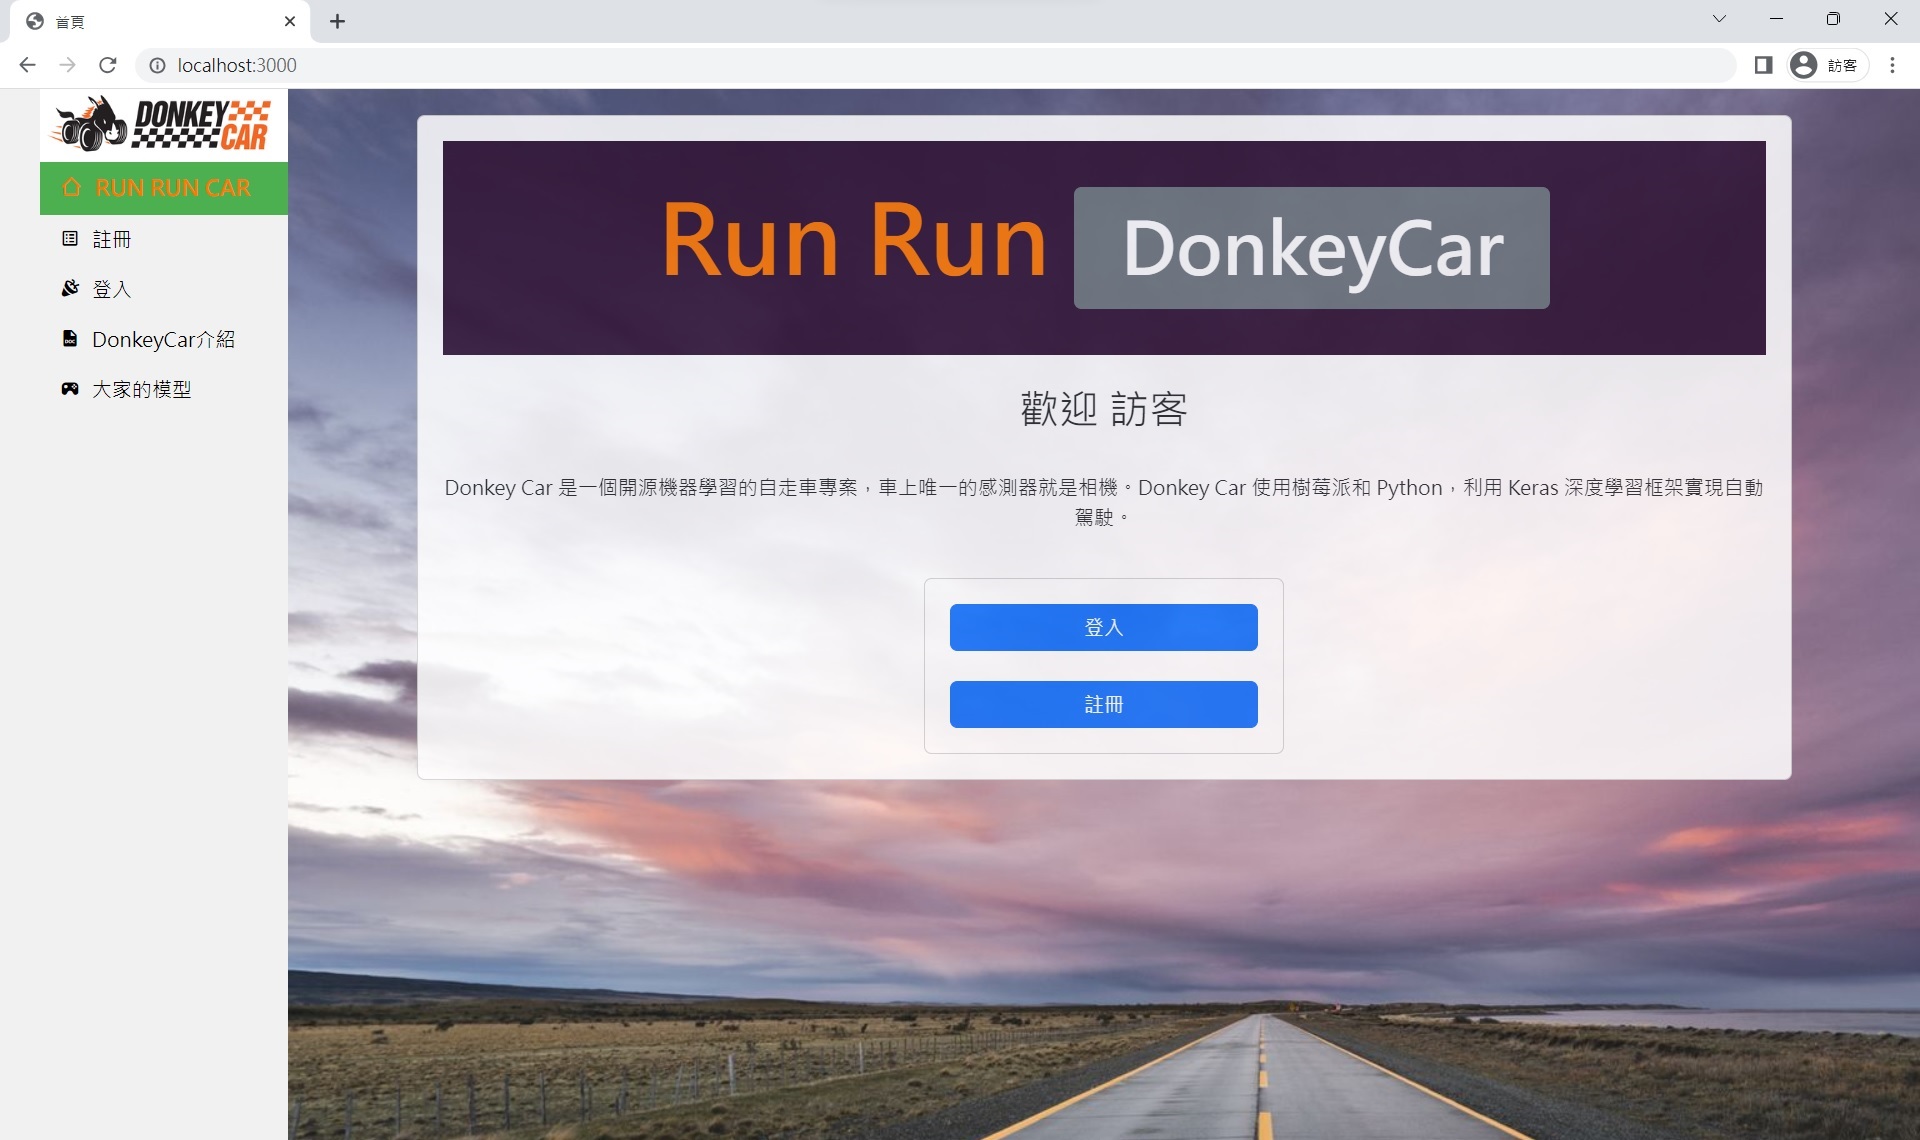 首頁
localhost:3000
訪客
DONKEY
CAR
RUN RUN CAR
註冊
登入
DonkeyCar介紹
大家的模型
Run Run DonkeyCar
歡迎 訪客
Donkey Car 是一個開源機器學習的自走車專案，車上唯一的感測器就是相機。Donkey Car 使用樹莓派和 Python，利用 Keras 深度學習框架實現自動
駕駛。
登入
註冊